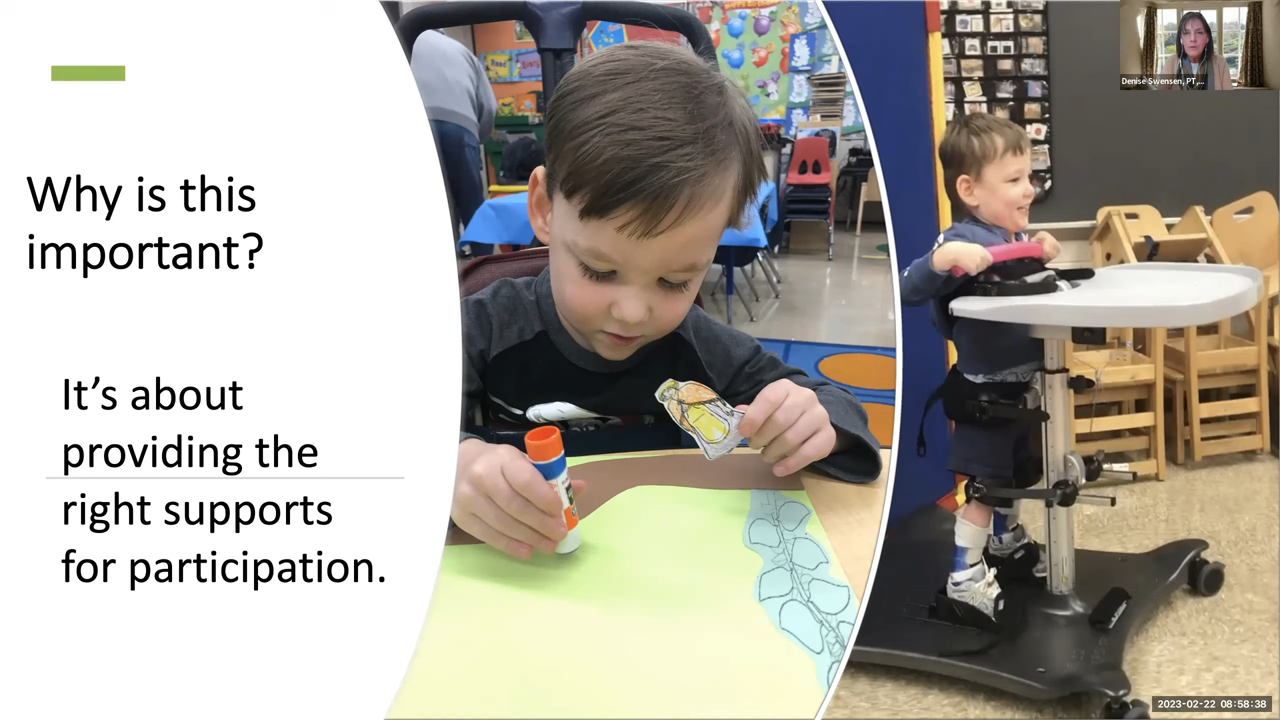 Why is this
important?
It’s about
providing the
right supports
for participation.
Denise Swensen, PT,...
2023-02-22 08:58:38